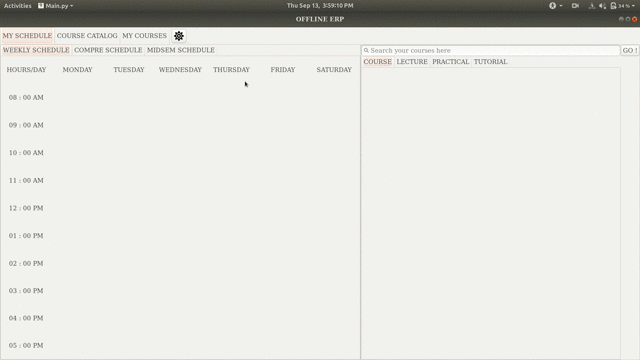 Activities Main.py Thu Sep 13, 3:59:10 PM 34 %
OFFLINE ERP
MY SCHEDULE COURSE CATALOG MY COURSES
WEEKLY SCHEDULE COMPRE SCHEDULE MIDSEM SCHEDULE Search your courses here GO !
COURSE LECTURE PRACTICAL TUTORIAL
HOURS/DAY MONDAY TUESDAY WEDNESDAY THURSDAY FRIDAY SATURDAY
08 : 00 AM
09 : 00 AM
10 : 00 AM
11 : 00 AM
12 : 00 PM
01 : 00 PM
02 : 00 PM
03 : 00 PM
04 : 00 PM
05 : 00 PM